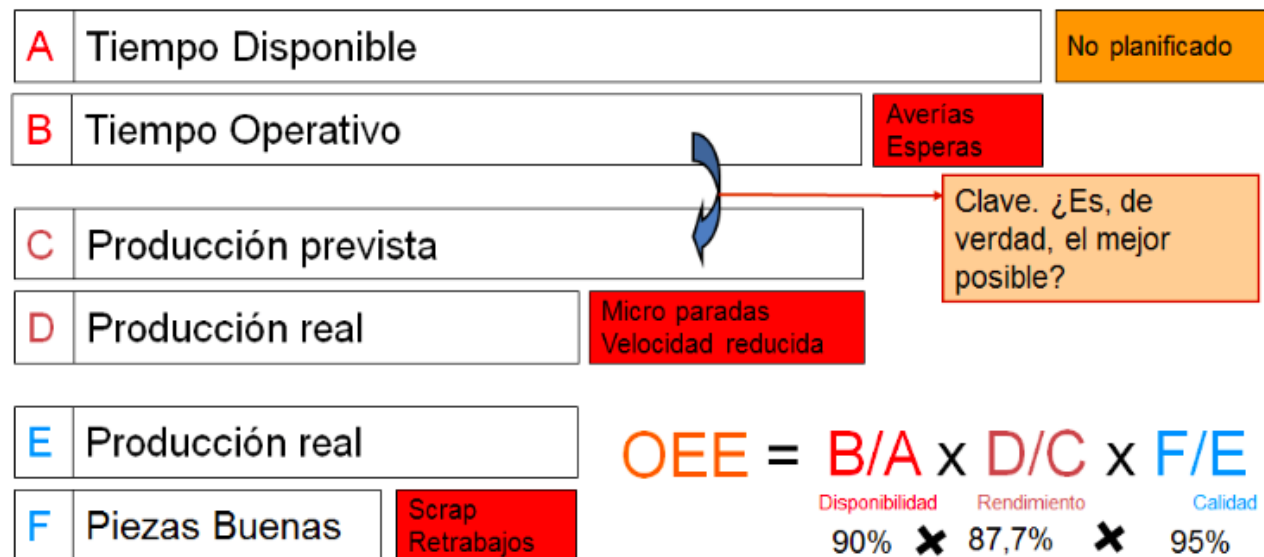 A Tiempo Disponible
No planificado
B Tiempo Operativo
Averías
Esperas
Clave. ¿Es, de
verdad, el mejor
posible?
C Producción prevista
D Producción real
Micro paradas
Velocidad reducida
E Producción real
F Piezas Buenas
Scrap
Retrabajos
OEE = B/A x D/C x F/E
Disponibilidad Rendimiento Calidad
90% × 87,7% × 95%